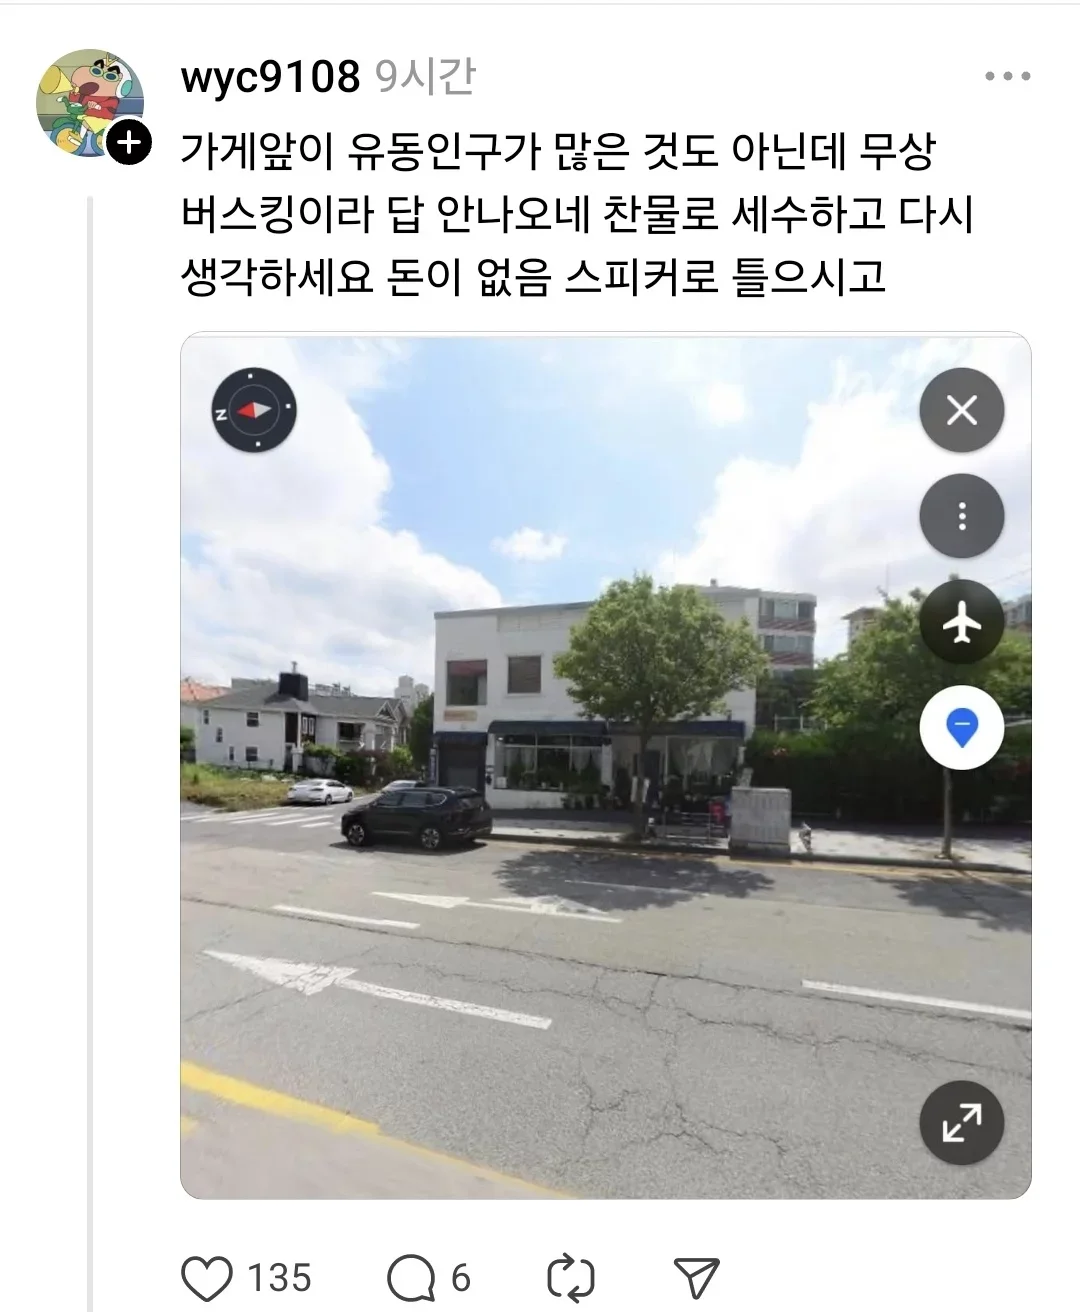 wyc9108 9시간
가게앞이 유동인구가 많은 것도 아닌데 무상
버스킹이라 답 안나오네 찬물로 세수하고 다시
생각하세요 돈이 없음 스피커로 틀으시고
N
135 6